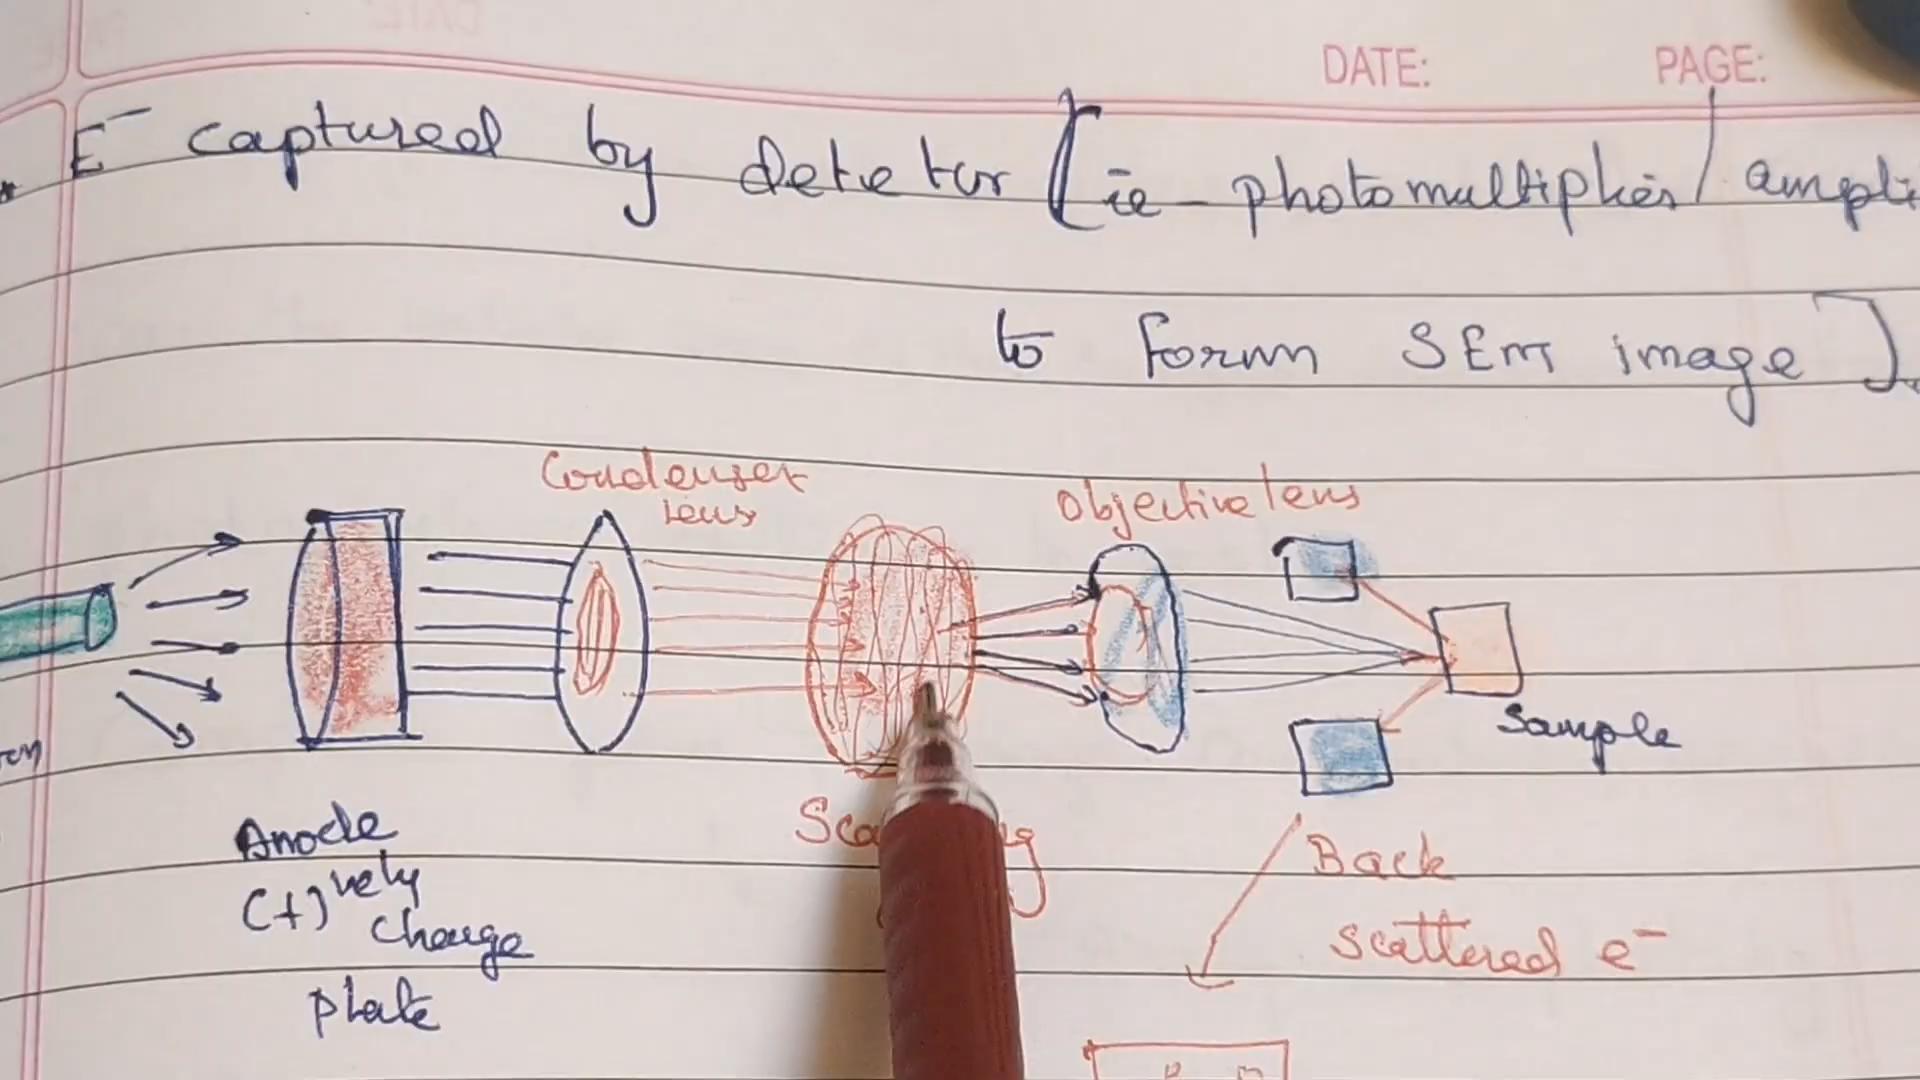 DATE: PAGE:
E⁻ captured by detetor [ie - photomultiplier / ampli
to form SEM image].
Condenser lens
Objective lens
Sample
Anode
(+)vely charge
plate
Back
scattered e⁻